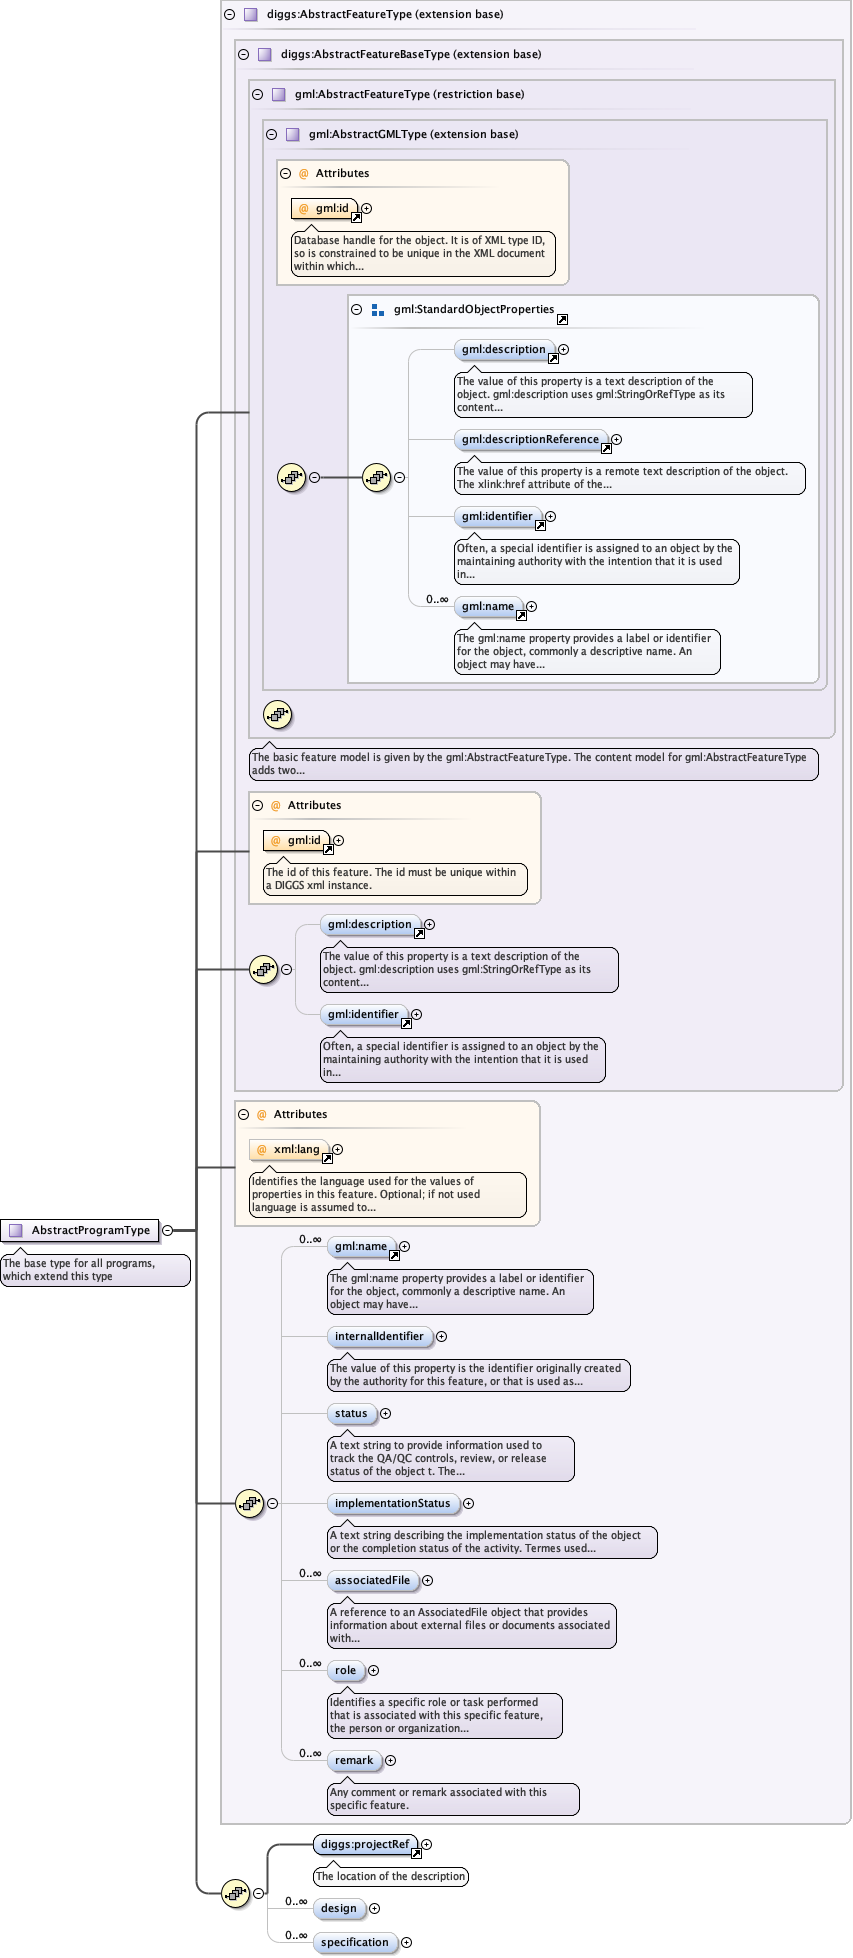 diggs:AbstractFeatureType (extension base)
diggs:AbstractFeatureBaseType (extension base)
gml:AbstractFeatureType (restriction base)
gml:AbstractGMLType (extension base)
@ Attributes
@ gml:id
Database handle for the object. It is of XML type ID,
so is constrained to be unique in the XML document
within which...
gml:StandardObjectProperties
gml:description
The value of this property is a text description of the
object. gml:description uses gml:StringOrRefType as its
content...
gml:descriptionReference
The value of this property is a remote text description of the object.
The xlink:href attribute of the...
gml:identifier
Often, a special identifier is assigned to an object by the
maintaining authority with the intention that it is used
in...
0..∞
gml:name
The gml:name property provides a label or identifier
for the object, commonly a descriptive name. An
object may have...
The basic feature model is given by the gml:AbstractFeatureType. The content model for gml:AbstractFeatureType
adds two...
@ Attributes
@ gml:id
The id of this feature. The id must be unique within
a DIGGS xml instance.
gml:description
The value of this property is a text description of the
object. gml:description uses gml:StringOrRefType as its
content...
gml:identifier
Often, a special identifier is assigned to an object by the
maintaining authority with the intention that it is used
in...
@ Attributes
@ xml:lang
Identifies the language used for the values of
properties in this feature. Optional; if not used
language is assumed to...
AbstractProgramType
The base type for all programs,
which extend this type
0..∞
gml:name
The gml:name property provides a label or identifier
for the object, commonly a descriptive name. An
object may have...
internalIdentifier
The value of this property is the identifier originally created
by the authority for this feature, or that is used as...
status
A text string to provide information used to
track the QA/QC controls, review, or release
status of the object t. The...
implementationStatus
A text string describing the implementation status of the object
or the completion status of the activity. Termes used...
0..∞
associatedFile
A reference to an AssociatedFile object that provides
information about external files or documents associated
with...
0..∞
role
Identifies a specific role or task performed
that is associated with this specific feature,
the person or organization...
0..∞
remark
Any comment or remark associated with this
specific feature.
diggs:projectRef
The location of the description
0..∞
design
0..∞
specification